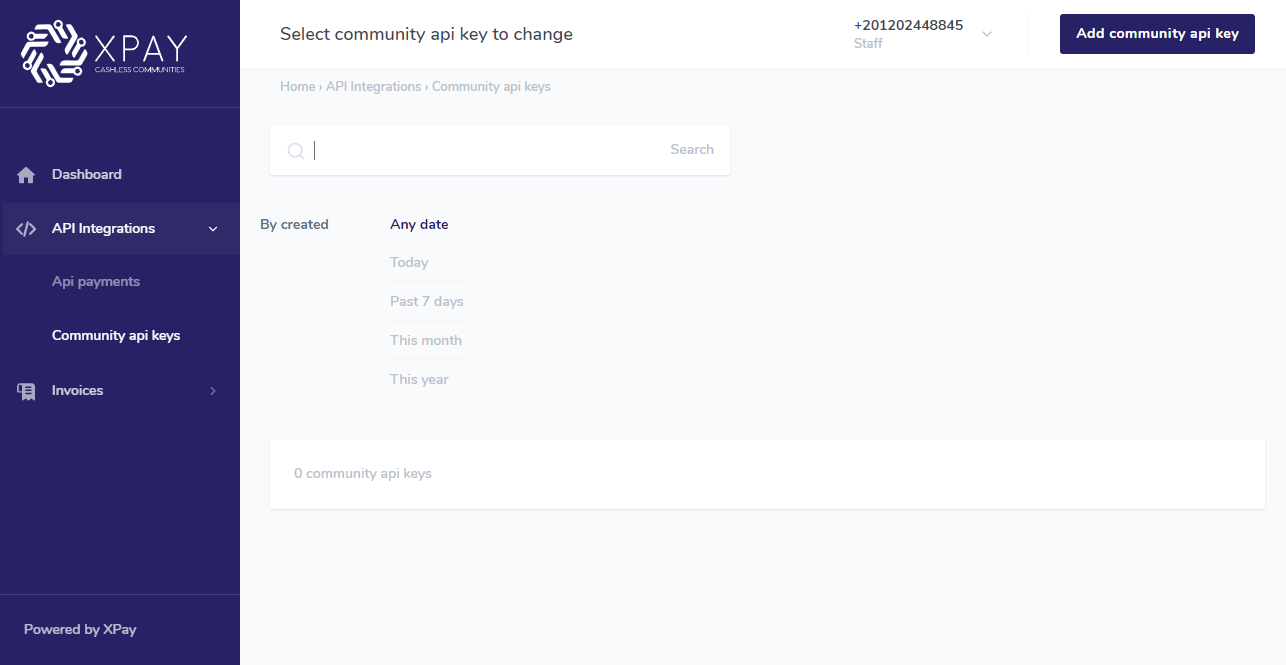 XPAY
CASHLESS COMMUNITIES
Dashboard
API Integrations
Api payments
Community api keys
Invoices
Powered by XPay
Select community api key to change
+201202448845
Staff
Add community api key
Home › API Integrations › Community api keys
Search
By created
Any date
Today
Past 7 days
This month
This year
0 community api keys